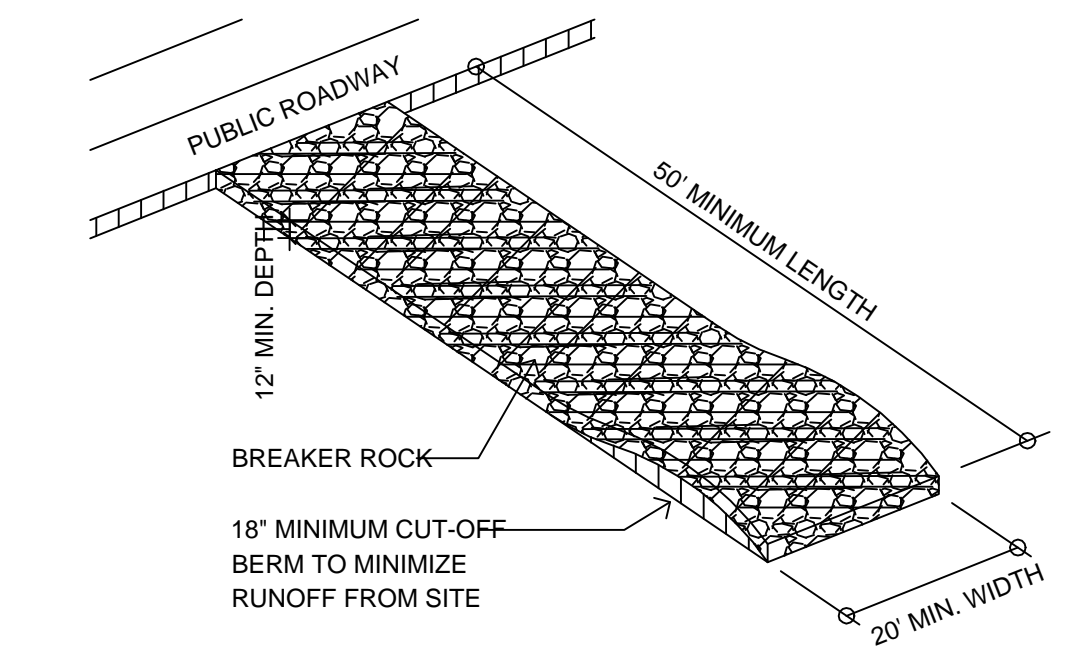 PUBLIC ROADWAY
50' MINIMUM LENGTH
12" MIN. DEPTH
BREAKER ROCK
18" MINIMUM CUT-OFF
BERM TO MINIMIZE
RUNOFF FROM SITE
20' MIN. WIDTH